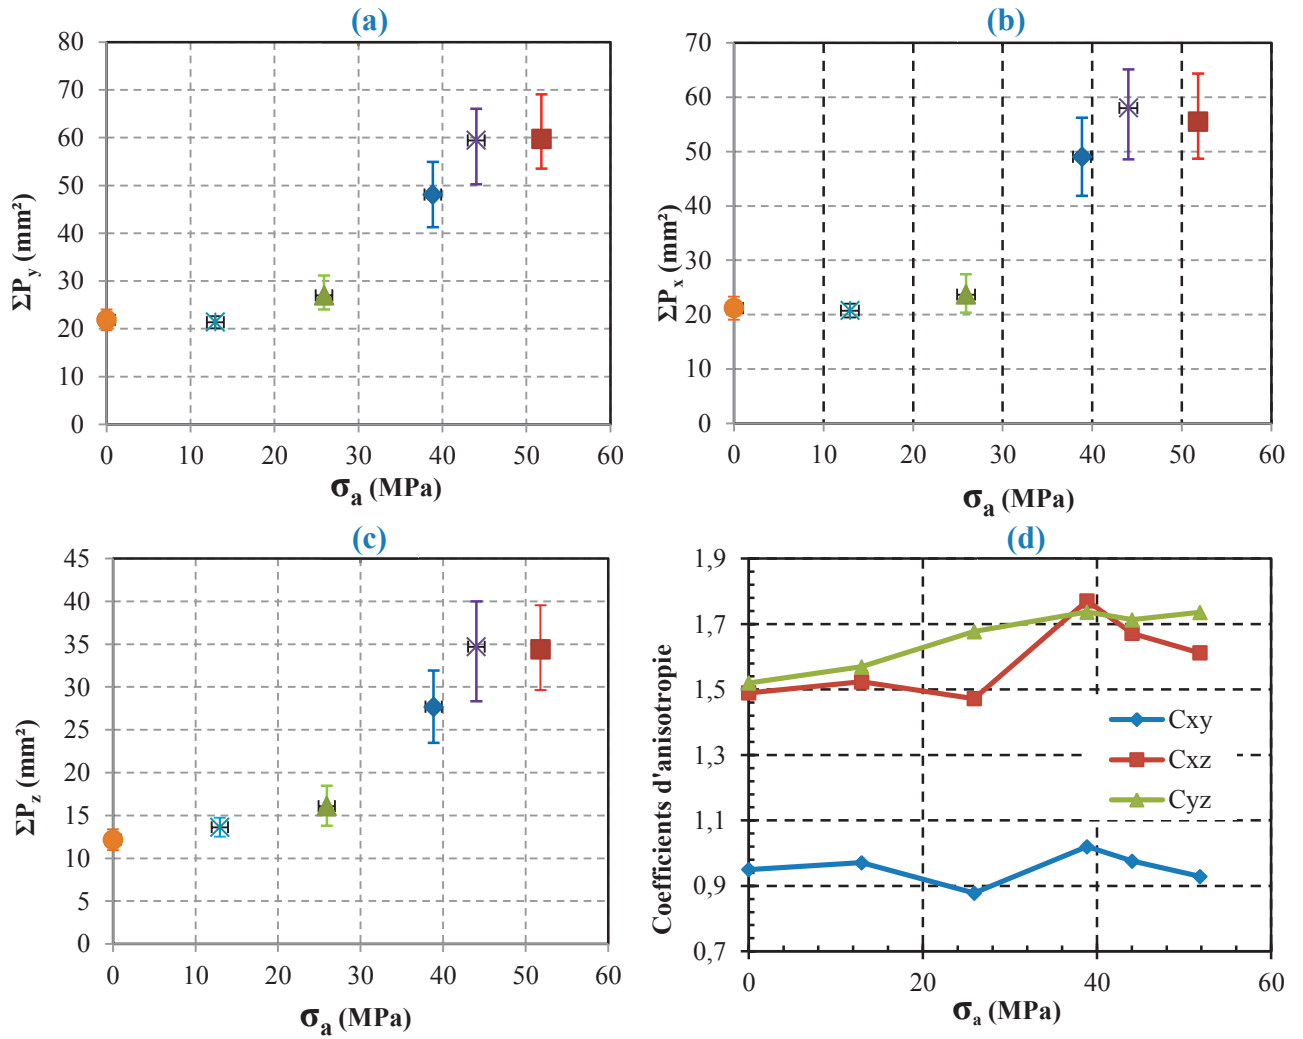 (a)
80
70
60
50
40
30
20
10
0
ΣPy (mm²)
0 10 20 30 40 50 60
σa (MPa)
(b)
70
60
50
40
30
20
10
0
ΣPx (mm²)
0 10 20 30 40 50 60
σa (MPa)
(c)
45
40
35
30
25
20
15
10
5
0
ΣPz (mm²)
0 10 20 30 40 50 60
σa (MPa)
(d)
1,9
1,7
1,5
1,3
1,1
0,9
0,7
Coefficients d'anisotropie
Cxy
Cxz
Cyz
0 20 40 60
σa (MPa)